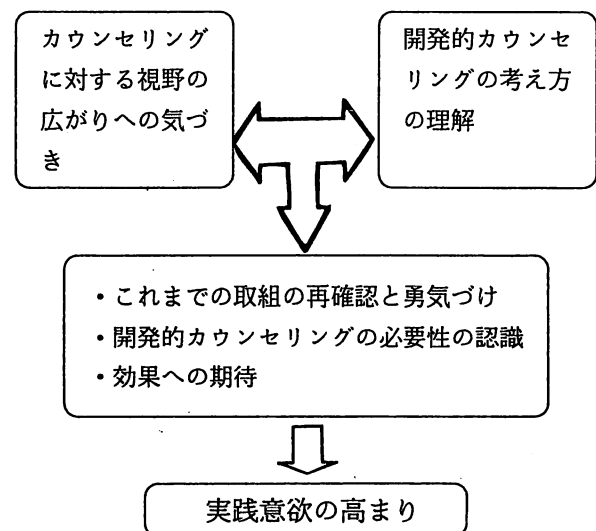 カウンセリング
に対する視野の
広がりへの気づ
き
開発的カウンセ
リングの考え方
の理解
・これまでの取組の再確認と勇気づけ
・開発的カウンセリングの必要性の認識
・効果への期待
実践意欲の高まり